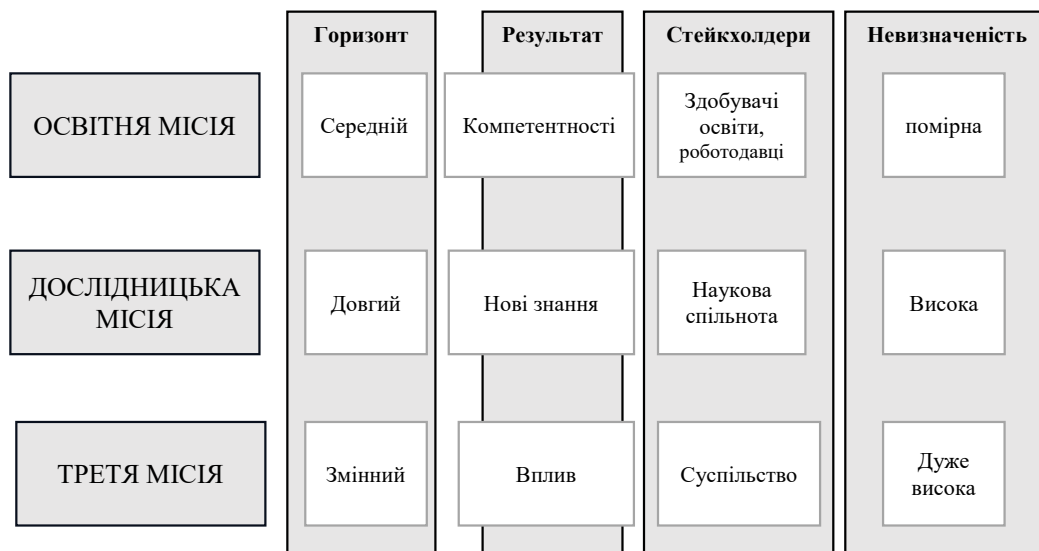 Горизонт
Результат
Стейкхолдери
Невизначеність
ОСВІТНЯ МІСІЯ
Середній
Компетентності
Здобувачі
освіти,
роботодавці
помірна
ДОСЛІДНИЦЬКА
МІСІЯ
Довгий
Нові знання
Наукова
спільнота
Висока
ТРЕТЯ МІСІЯ
Змінний
Вплив
Суспільство
Дуже
висока